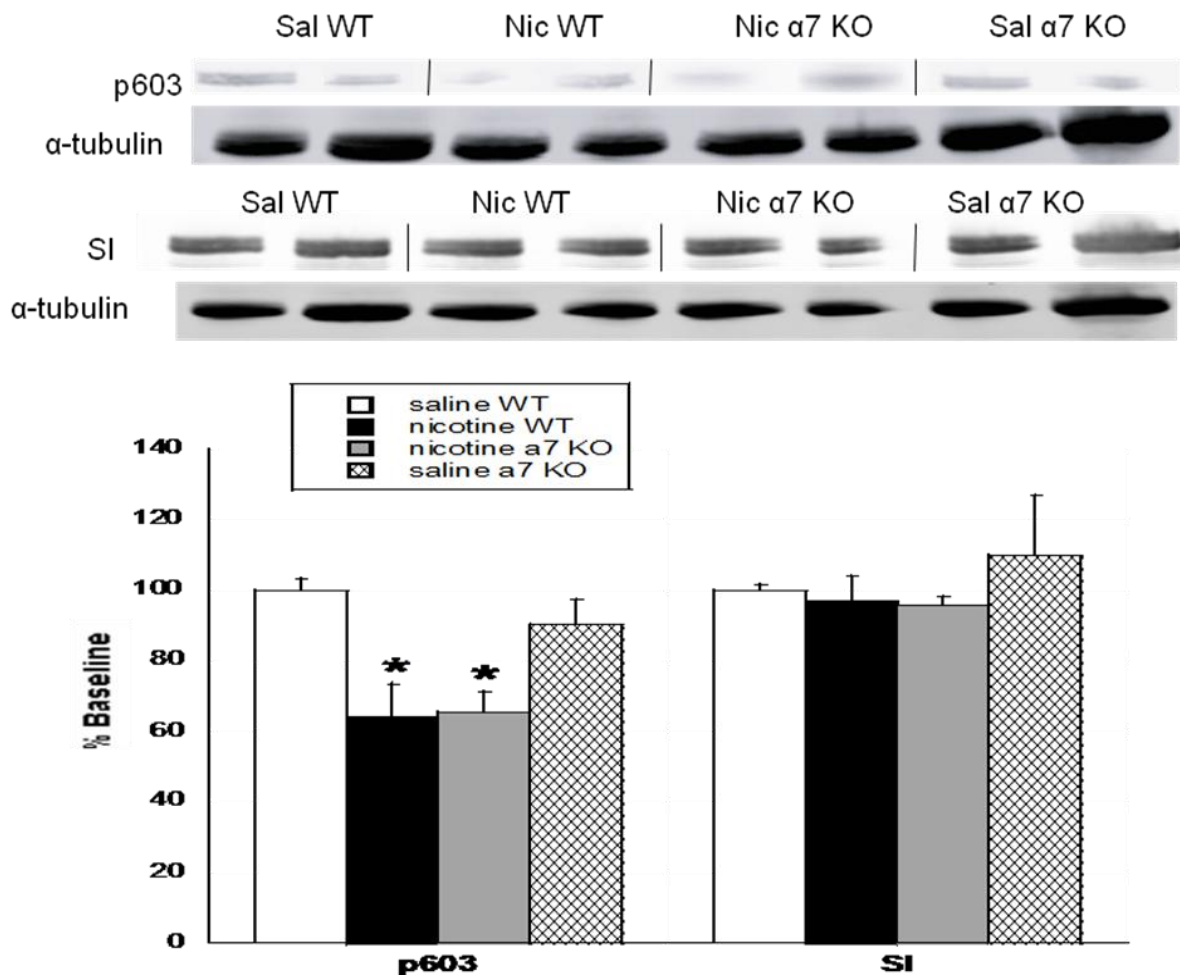 Sal WT Nic WT Nic α7 KO Sal α7 KO
p603
α-tubulin
Sal WT Nic WT Nic α7 KO Sal α7 KO
SI
α-tubulin
saline WT
nicotine WT
nicotine a7 KO
saline a7 KO
140
120
100
80
60
40
20
0
% Baseline
* *
p603 SI